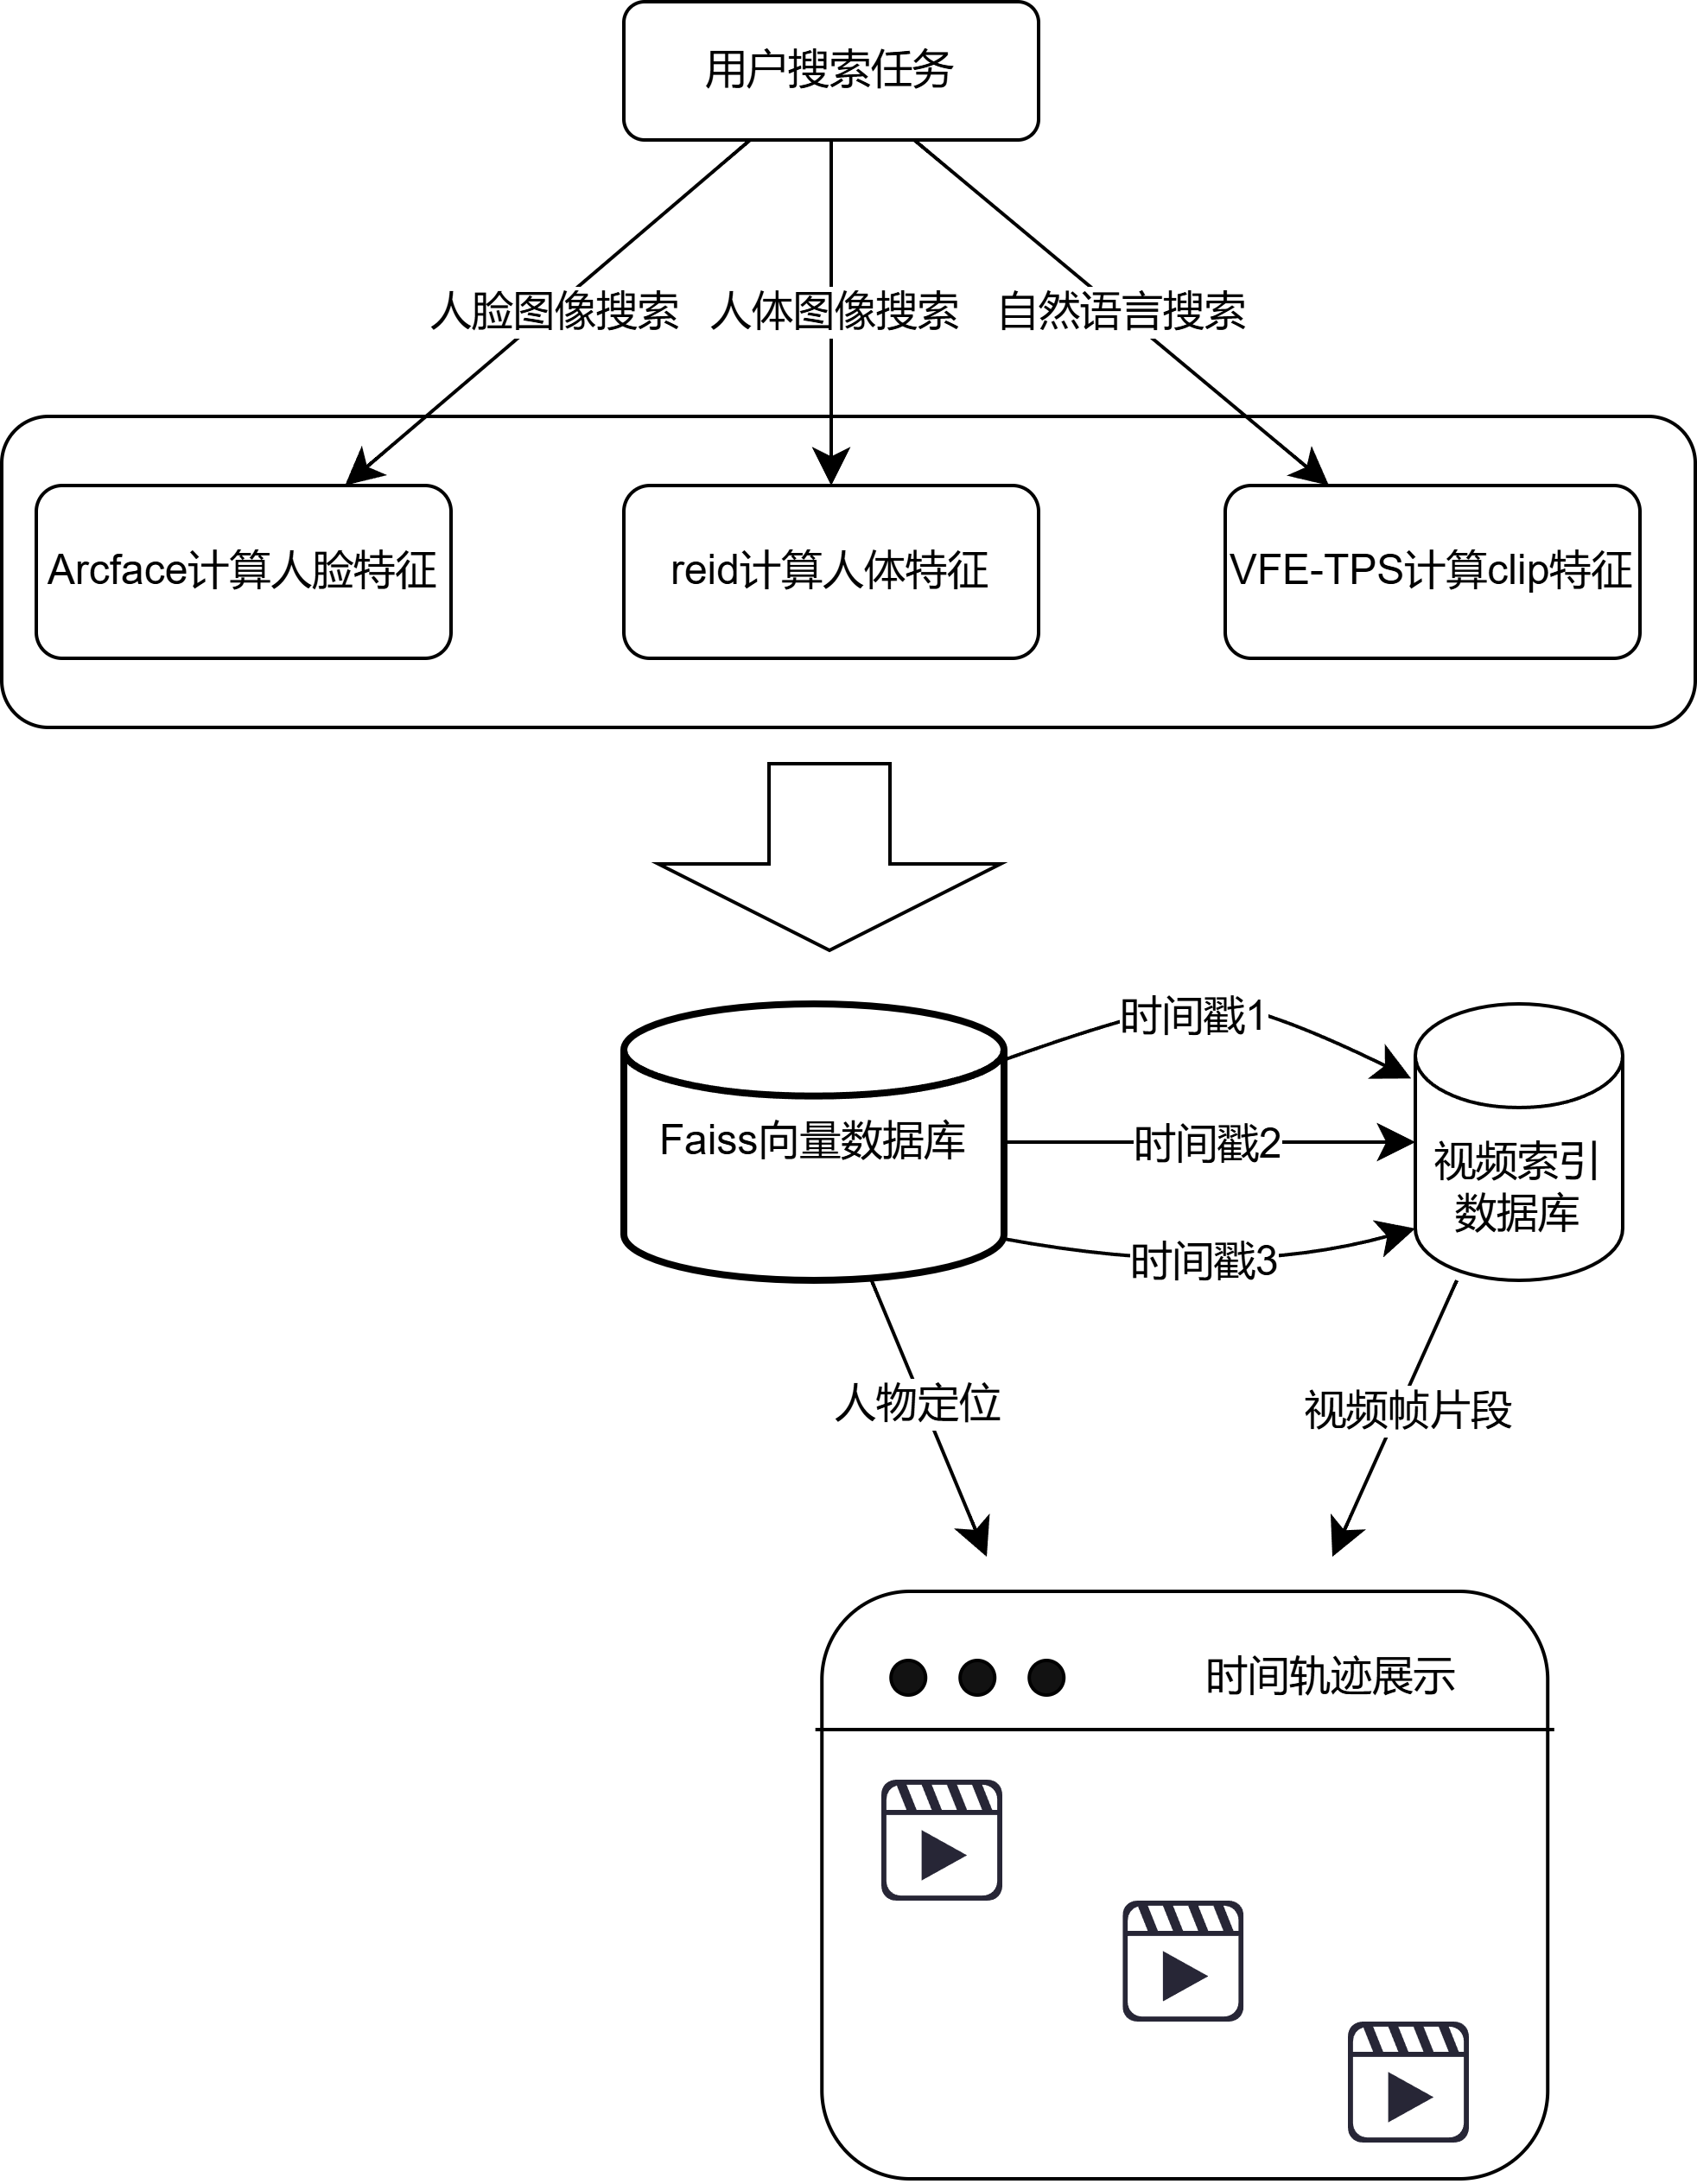 用户搜索任务
人脸图像搜索
人体图像搜索
自然语言搜索
Arcface计算人脸特征
reid计算人体特征
VFE-TPS计算clip特征
时间戳1
Faiss向量数据库
时间戳2
视频索引
数据库
时间戳3
人物定位
视频帧片段
时间轨迹展示